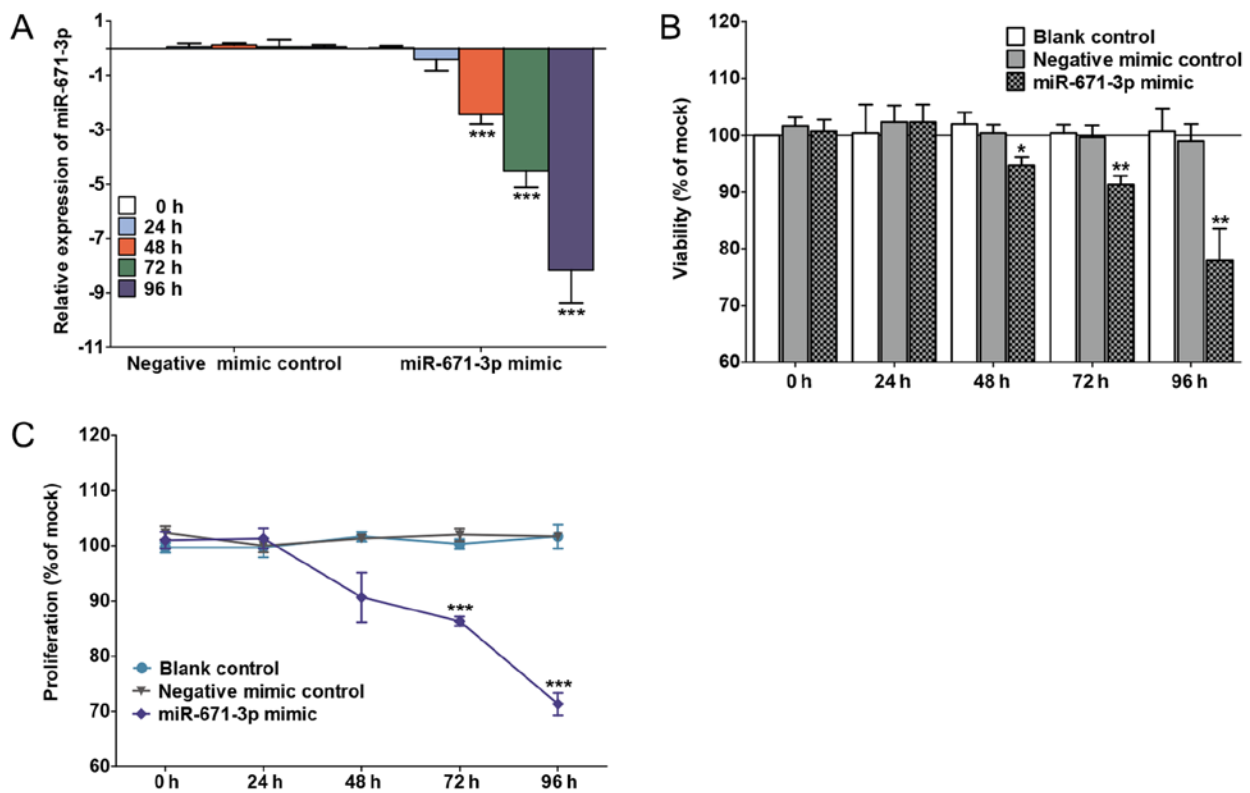 A
Relative expression of miR-671-3p
1
-1
-3
-5
-7
-9
-11
0 h
24 h
48 h
72 h
96 h
***
***
***
Negative mimic control
miR-671-3p mimic
B
Viability (% of mock)
120
110
100
90
80
70
60
Blank control
Negative mimic control
miR-671-3p mimic
*
**
**
0 h
24 h
48 h
72 h
96 h
C
Proliferation (% of mock)
120
110
100
90
80
70
60
***
***
Blank control
Negative mimic control
miR-671-3p mimic
0 h
24 h
48 h
72 h
96 h